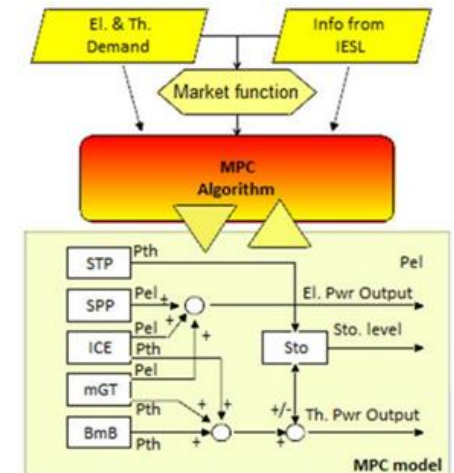 El. & Th.
Demand
Info from
IESL
Market function
MPC
Algorithm
STP
Pth
Pel
SPP
Pel
+
El. Pwr Output
+
ICE
Pel
+
Pth
Sto
Sto. level
mGT
Pel
Pth
+
+
+/-
Th. Pwr Output
BmB
Pth
+
+
MPC model